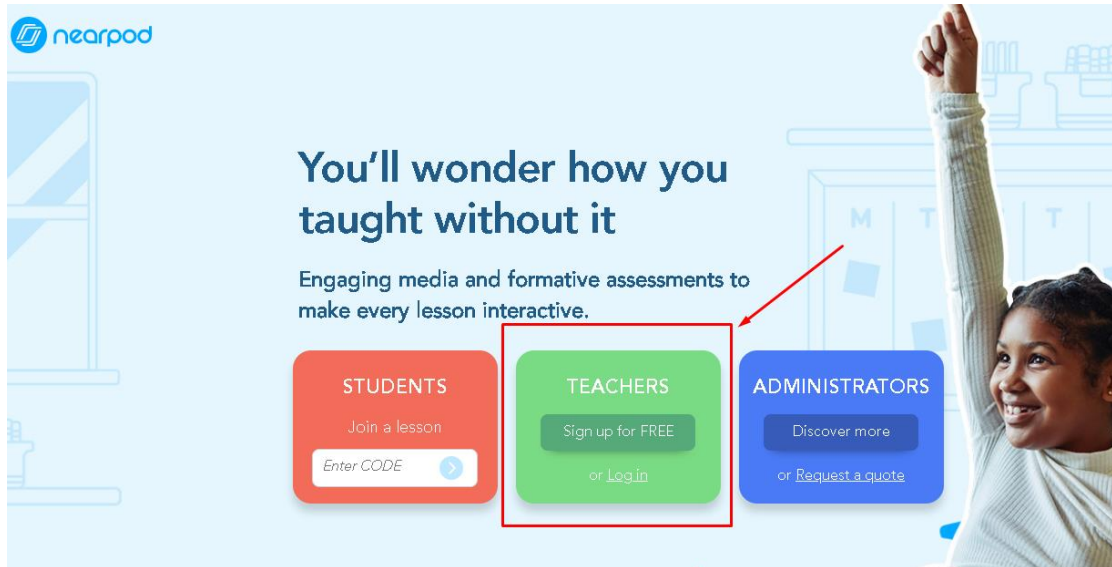 nearpod
You'll wonder how you
taught without it
Engaging media and formative assessments to
make every lesson interactive.
STUDENTS
Join a lesson
Enter CODE
TEACHERS
Sign up for FREE
or Log in
ADMINISTRATORS
Discover more
or Request a quote
M T T